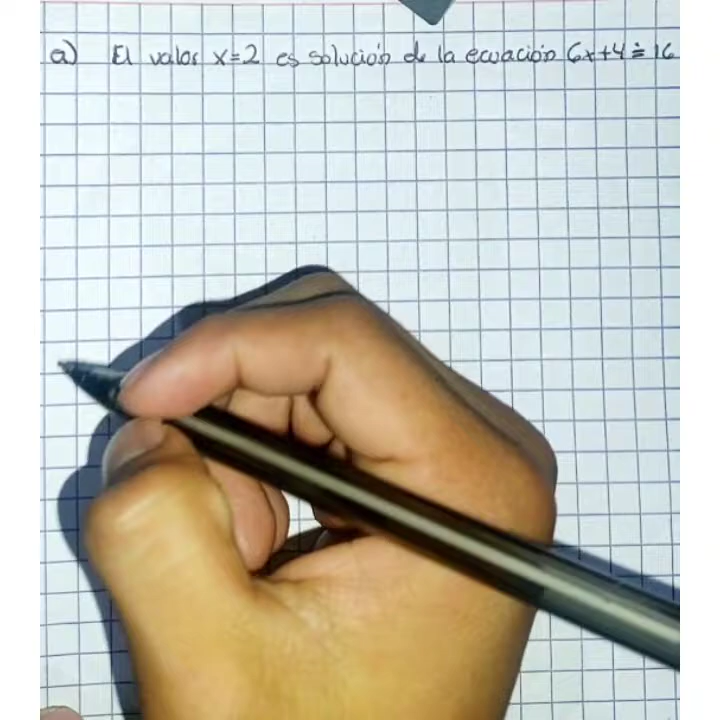 a) El valor x=2 es solución de la ecuación 6x+4=16